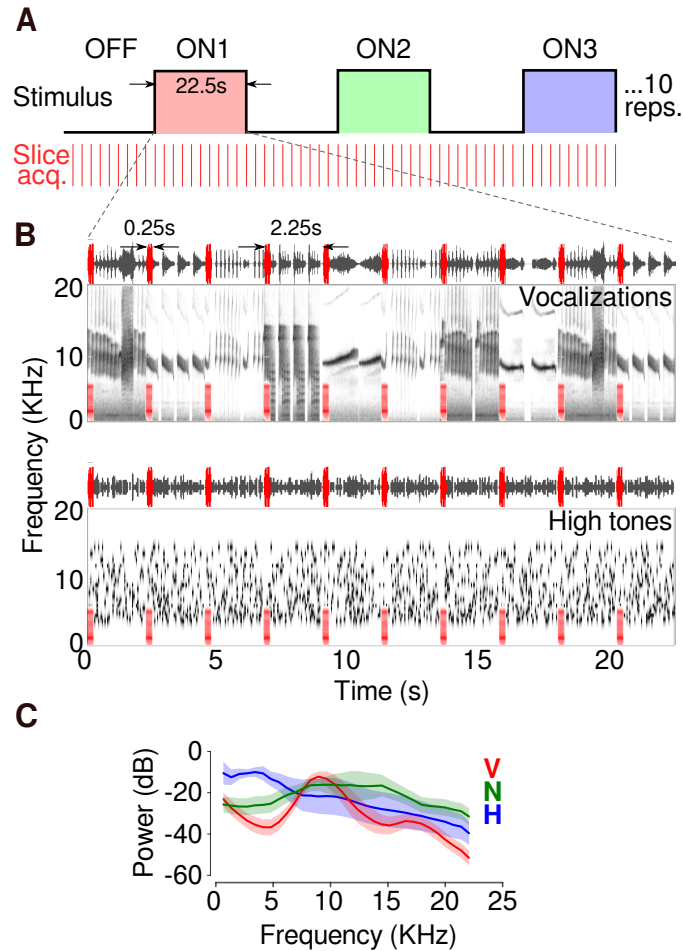 A
OFF ON1 ON2 ON3
22.5s
Stimulus
...10
reps.
Slice
acq.
B
0.25s 2.25s
20
Vocalizations
10
0
Frequency (KHz)
20
High tones
10
0
0 5 10 15 20
Time (s)
C
0
-20
-40
-60
Power (dB)
V
N
H
0 5 10 15 20 25
Frequency (KHz)